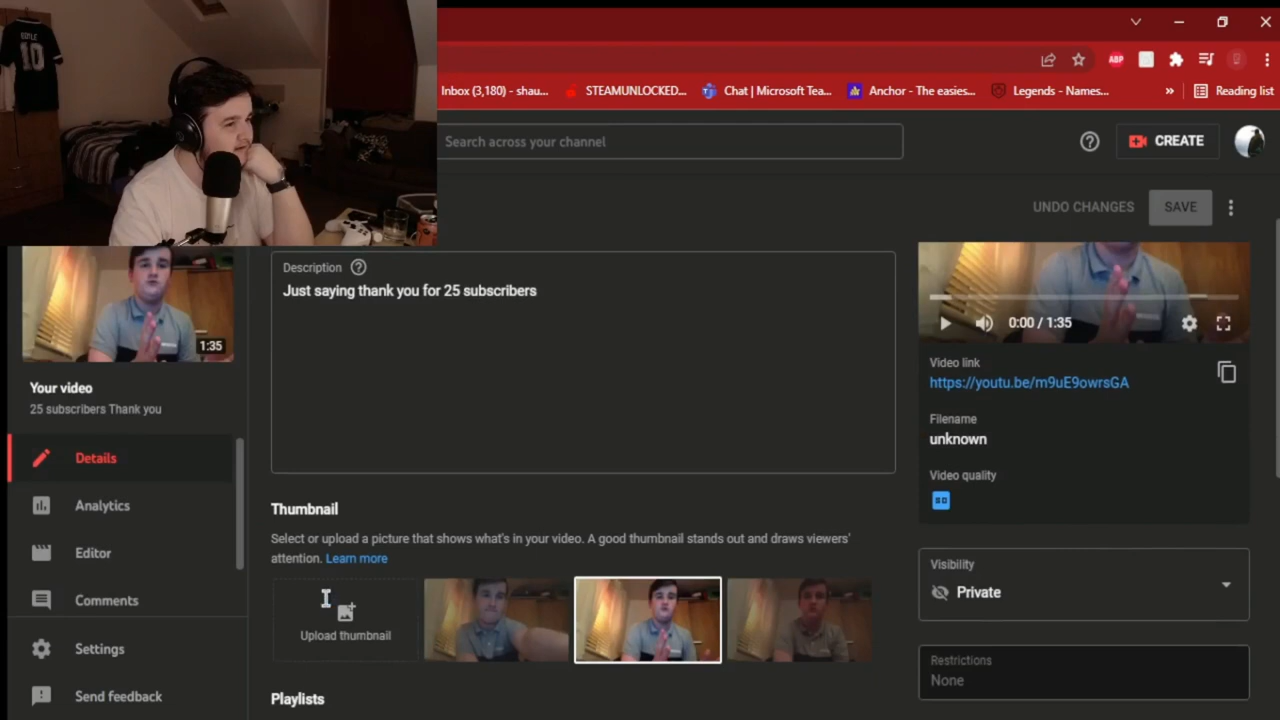 DOYLE
10
Inbox (3,180) - shau...
STEAMUNLOCKED...
Chat | Microsoft Tea...
Anchor - The easies...
Legends - Names...
»
Reading list
ABP
Search across your channel
CREATE
UNDO CHANGES
SAVE
Description
Just saying thank you for 25 subscribers
0:00 / 1:35
1:35
Video link
https://youtu.be/m9uE9owrsGA
Your video
25 subscribers Thank you
Filename
unknown
Details
Video quality
Analytics
Thumbnail
Select or upload a picture that shows what's in your video. A good thumbnail stands out and draws viewers'
attention. Learn more
Editor
Visibility
Private
Comments
Upload thumbnail
Settings
Restrictions
None
Send feedback
Playlists